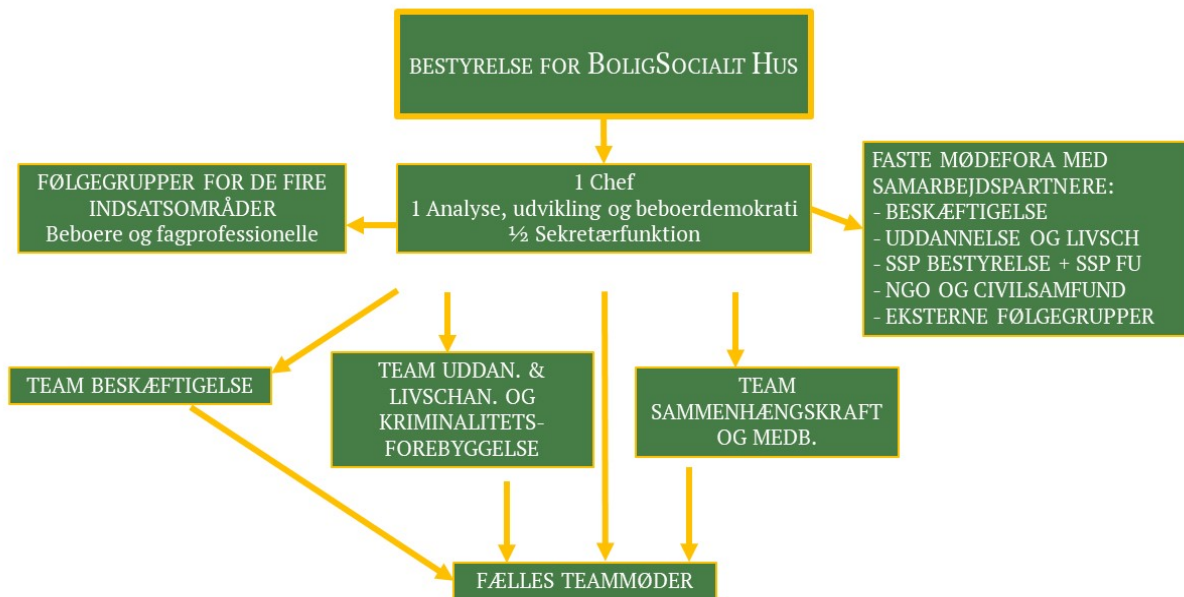 BESTYRELSE FOR BOLIGSOCIALT HUS
FØLGEGRUPPER FOR DE FIRE
INDSATSOMRÅDER
Beboere og fagprofessionelle
1 Chef
1 Analyse, udvikling og beboerdemokrati
½ Sekretærfunktion
FASTE MØDEFORA MED
SAMARBEJDSPARTNERE:
- BESKÆFTIGELSE
- UDDANNELSE OG LIVSCH
- SSP BESTYRELSE + SSP FU
- NGO OG CIVILSAMFUND
- EKSTERNE FØLGEGRUPPER
TEAM BESKÆFTIGELSE
TEAM UDDAN. &
LIVSCHAN. OG
KRIMINALITETS-
FOREBYGGELSE
TEAM
SAMMENHÆNGSKRAFT
OG MEDB.
FÆLLES TEAMMØDER